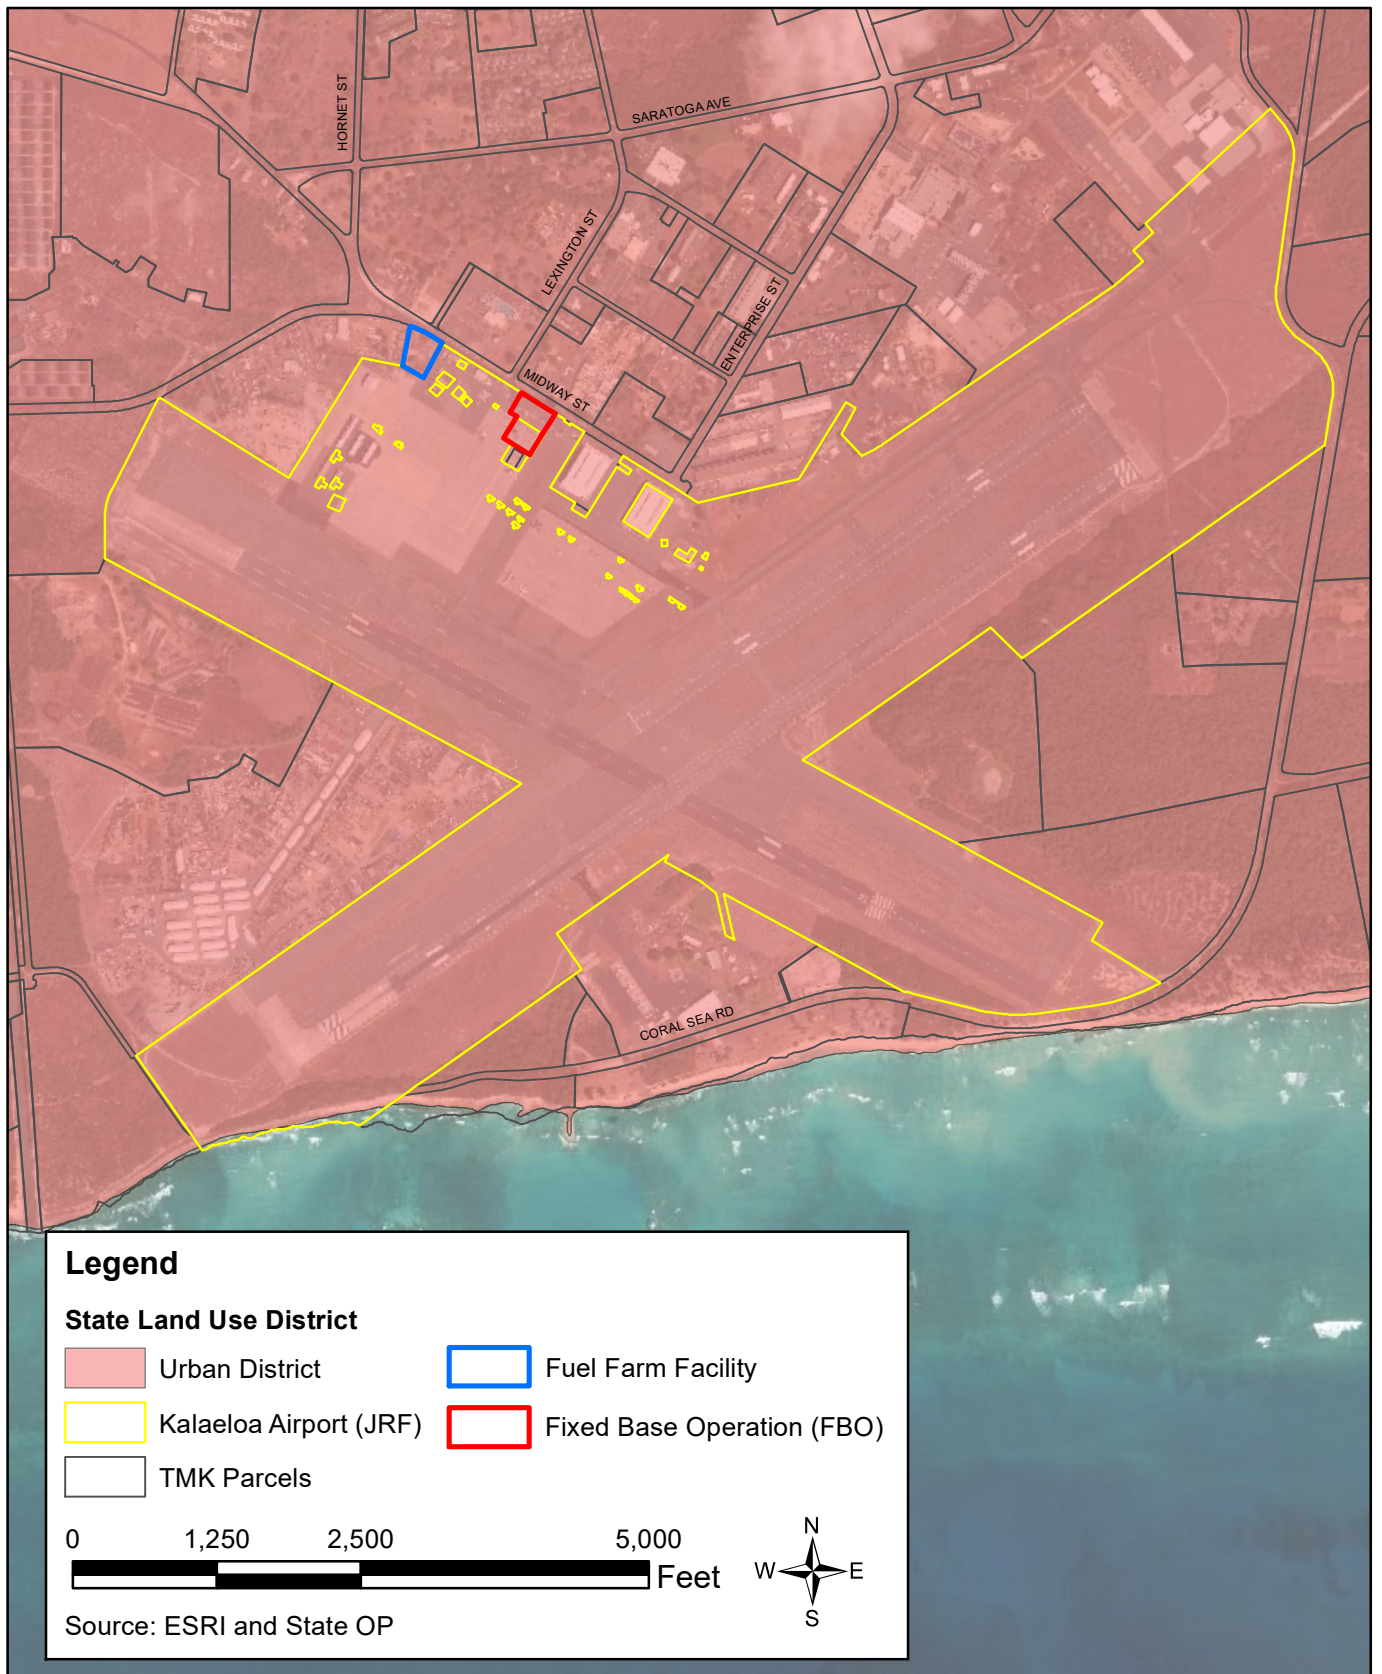 HORNET ST
SARATOGA AVE
LEXINGTON ST
ENTERPRISE ST
MIDWAY ST
CORAL SEA RD
Legend
State Land Use District
Urban District
Fuel Farm Facility
Kalaeloa Airport (JRF)
Fixed Base Operation (FBO)
TMK Parcels
0 1,250 2,500 5,000
Feet
N
W E
S
Source: ESRI and State OP